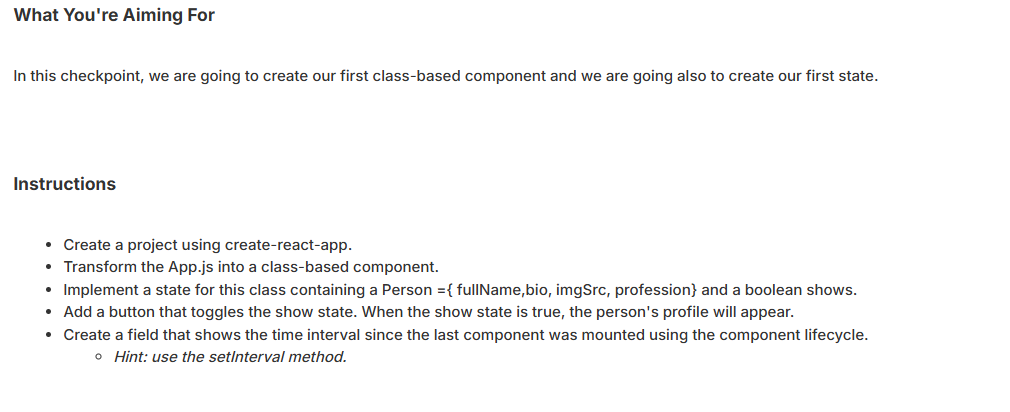 What You're Aiming For
In this checkpoint, we are going to create our first class-based component and we are going also to create our first state.
Instructions
• Create a project using create-react-app.
• Transform the App.js into a class-based component.
• Implement a state for this class containing a Person ={ fullName,bio, imgSrc, profession} and a boolean shows.
• Add a button that toggles the show state. When the show state is true, the person's profile will appear.
• Create a field that shows the time interval since the last component was mounted using the component lifecycle.
◦ Hint: use the setInterval method.